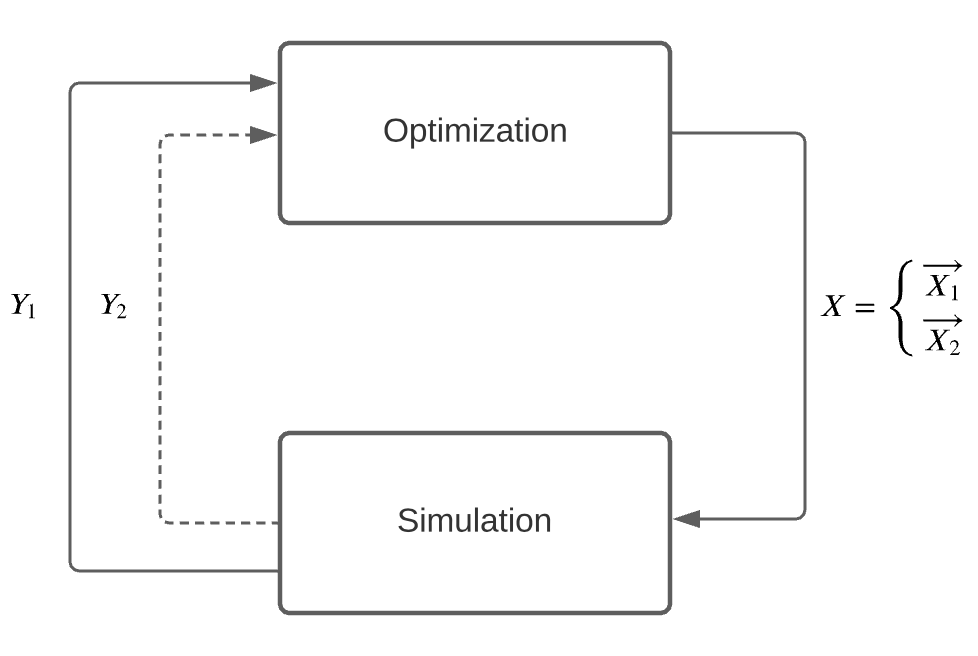 Optimization
Y₁
Y₂
X = { X₁⃗
X₂⃗
Simulation